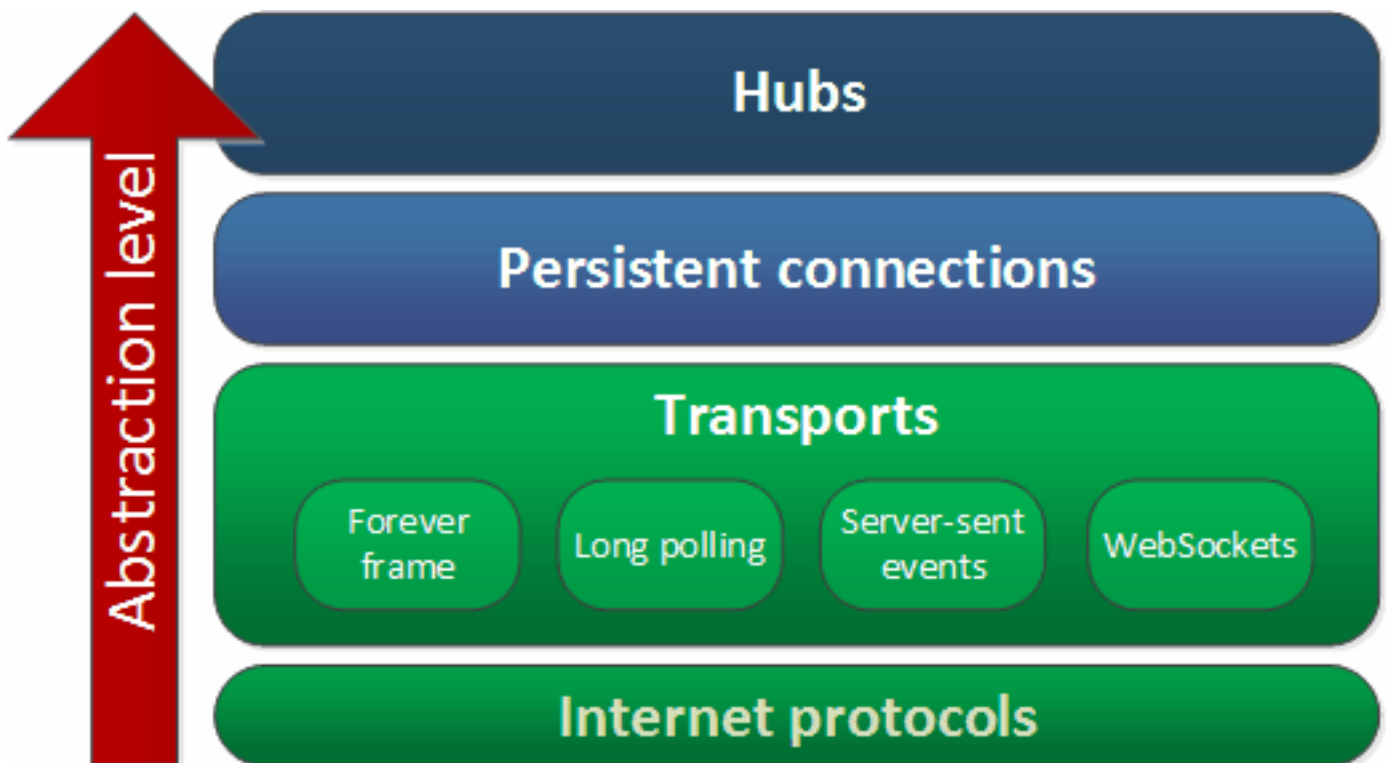 Abstraction level
Hubs
Persistent connections
Transports
Forever
frame
Long polling
Server-sent
events
WebSockets
Internet protocols